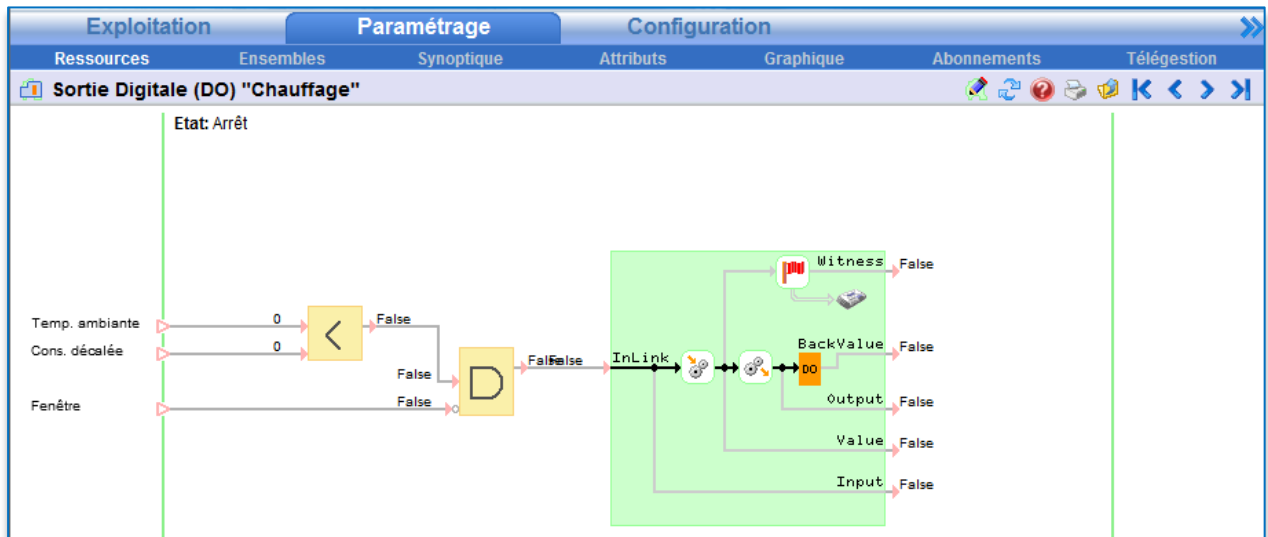 Exploitation Paramétrage Configuration
Ressources Ensembles Synoptique Attributs Graphique Abonnements Télégestion
Sortie Digitale (DO) "Chauffage"
Etat: Arrêt
Witness False
Temp. ambiante 0 < False
Cons. décalée 0
BackValue False
False False InLink
DO
False
Fenêtre False
Output False
Value False
Input False